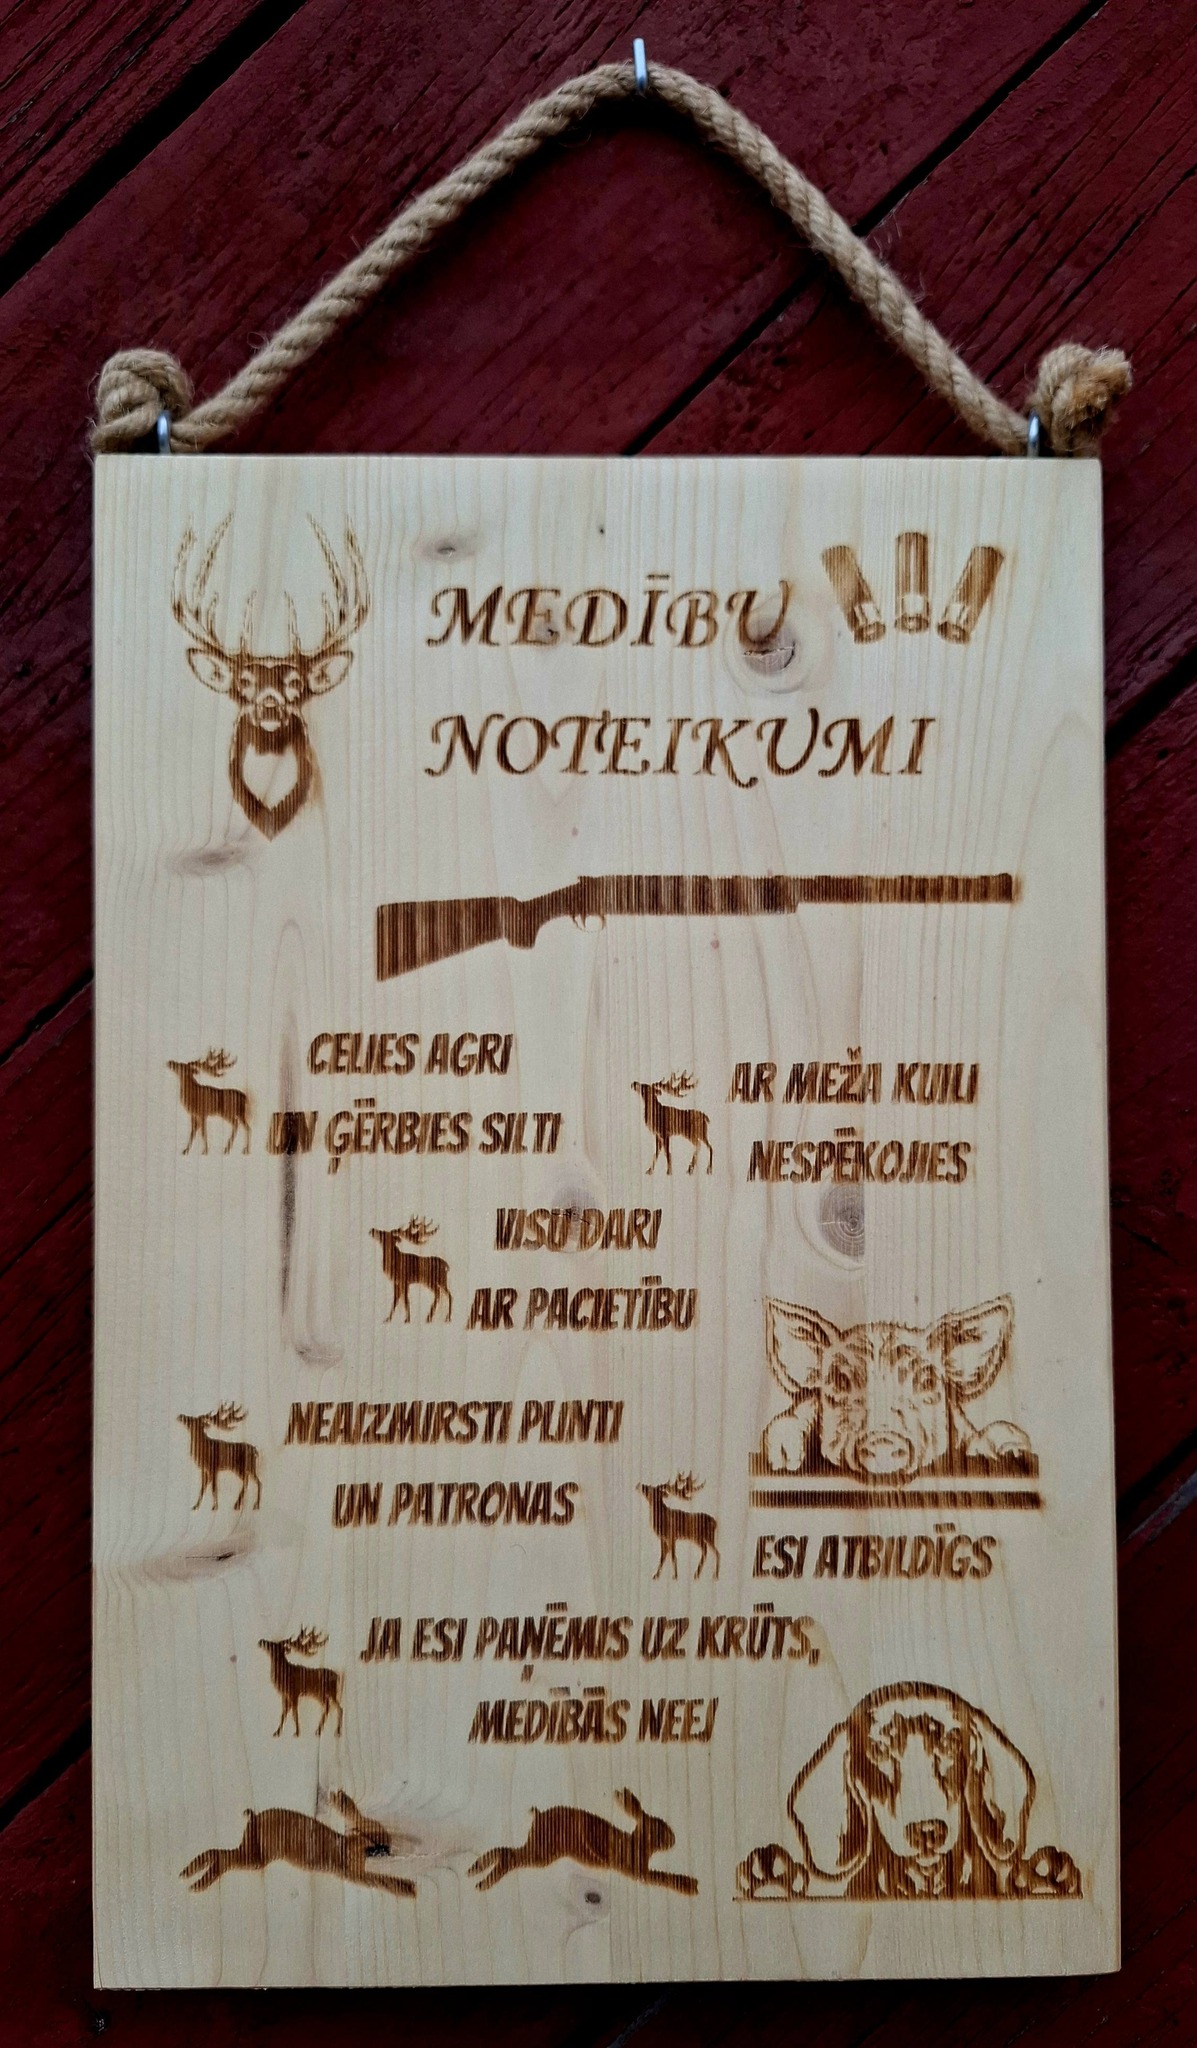 MEDĪBU
NOTEIKUMI
CELIES AGRI
UN ĢĒRBIES SILTI
AR MEŽA KUILI
NESPĒKOJIES
VISU DARI
AR PACIETĪBU
NEAIZMIRSTI PLINTI
UN PATRONAS
ESI ATBILDĪGS
JA ESI PAŅĒMIS UZ KRŪTS,
MEDĪBĀS NEEJ